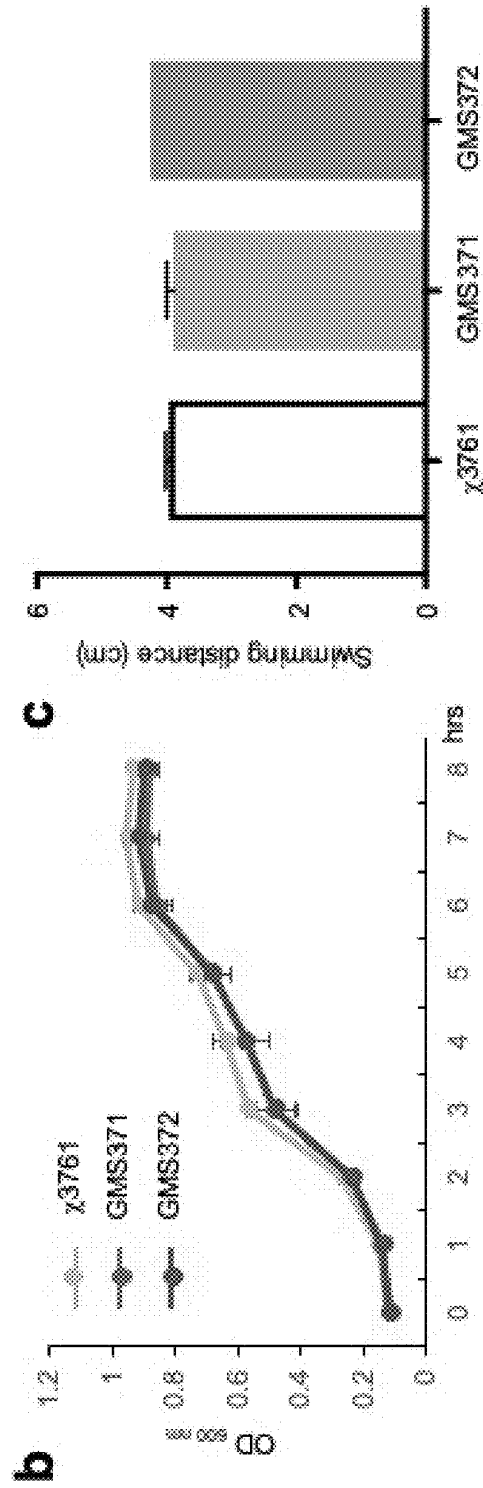 b
OD 600 nm
1.2
1
0.8
0.6
0.4
0.2
0
0 1 2 3 4 5 6 7 8 hrs
χ3761
GMS371
GMS372
c
Swimming distance (cm)
6
4
2
0
χ3761 GMS371 GMS372